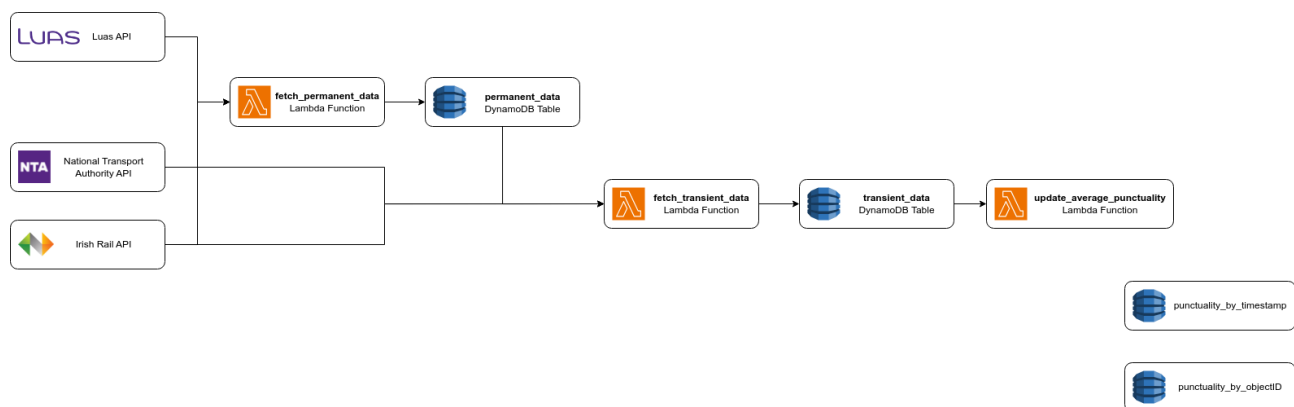 LUAS
Luas API
fetch_permanent_data
Lambda Function
permanent_data
DynamoDB Table
NTA
National Transport
Authority API
fetch_transient_data
Lambda Function
transient_data
DynamoDB Table
update_average_punctuality
Lambda Function
Irish Rail API
punctuality_by_timestamp
punctuality_by_objectID